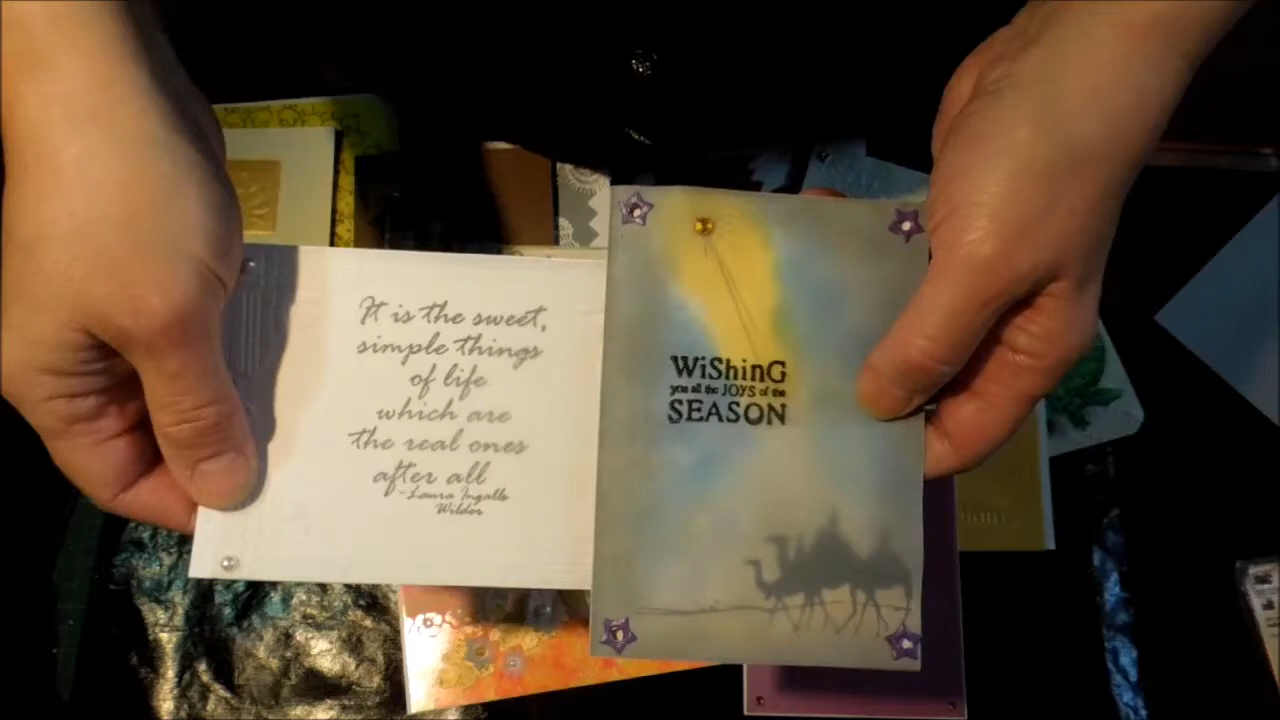 It is the sweet,
simple things
of life
which are
the real ones
after all
~Laura Ingalls
Wilder
WiShinG
you all the JOYS of the
SEASON